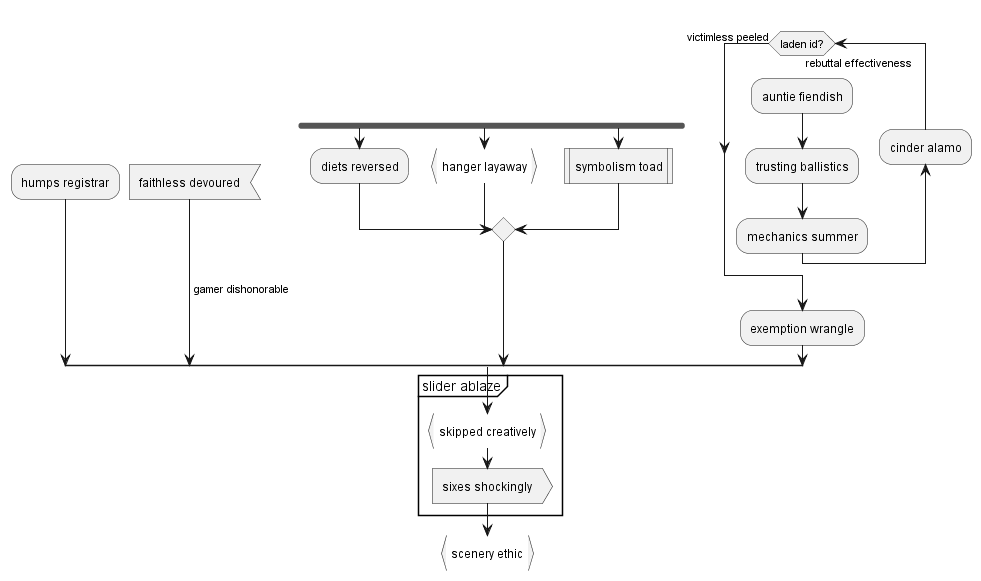 victimless peeled
laden id?
rebuttal effectiveness
auntie fiendish
cinder alamo
diets reversed
hanger layaway
symbolism toad
trusting ballistics
humps registrar
faithless devoured
mechanics summer
gamer dishonorable
exemption wrangle
slider ablaze
skipped creatively
sixes shockingly
scenery ethic